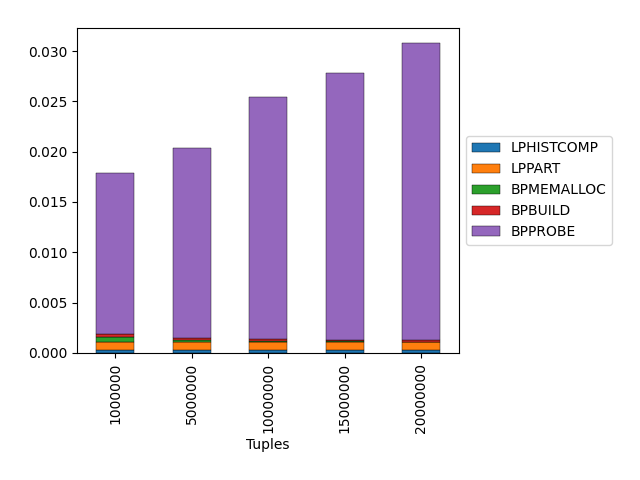 0.030
0.025
0.020
0.015
0.010
0.005
0.000
1000000
5000000
10000000
15000000
20000000
Tuples
LPHISTCOMP
LPPART
BPMEMALLOC
BPBUILD
BPPROBE